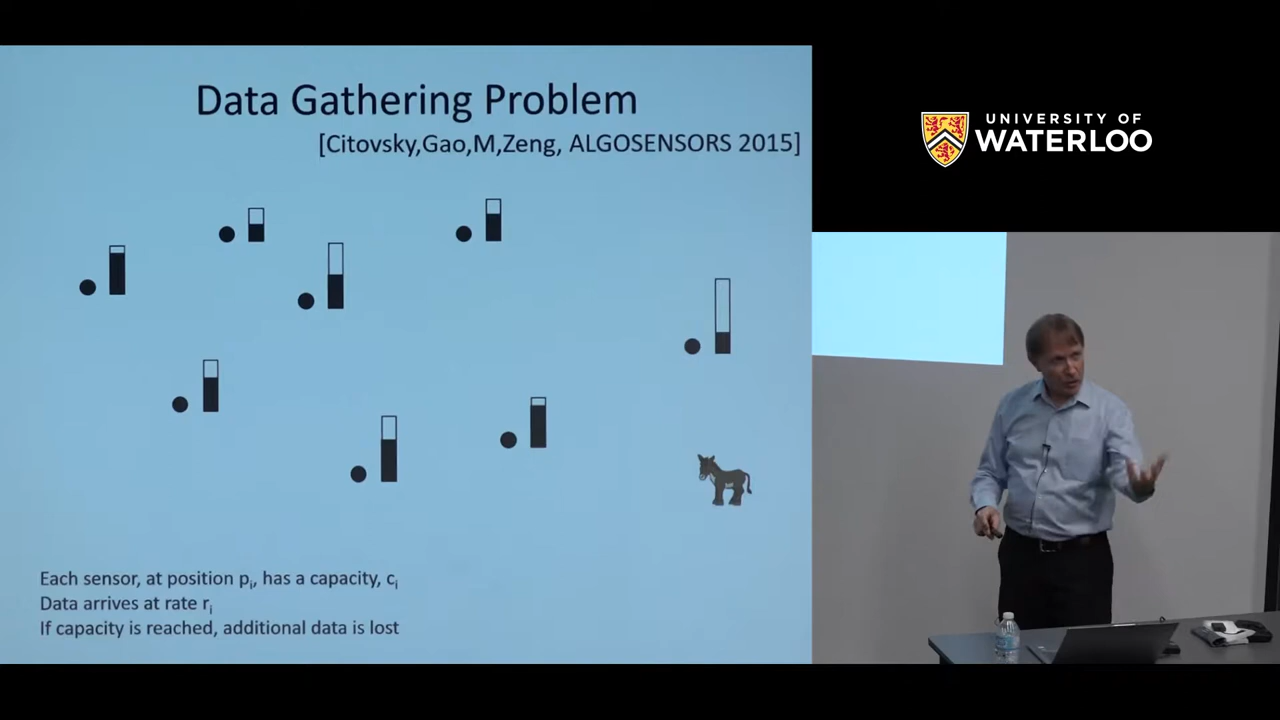 Data Gathering Problem
[Citovsky,Gao,M,Zeng, ALGOSENSORS 2015]
Each sensor, at position pᵢ, has a capacity, cᵢ
Data arrives at rate rᵢ
If capacity is reached, additional data is lost
UNIVERSITY OF
WATERLOO